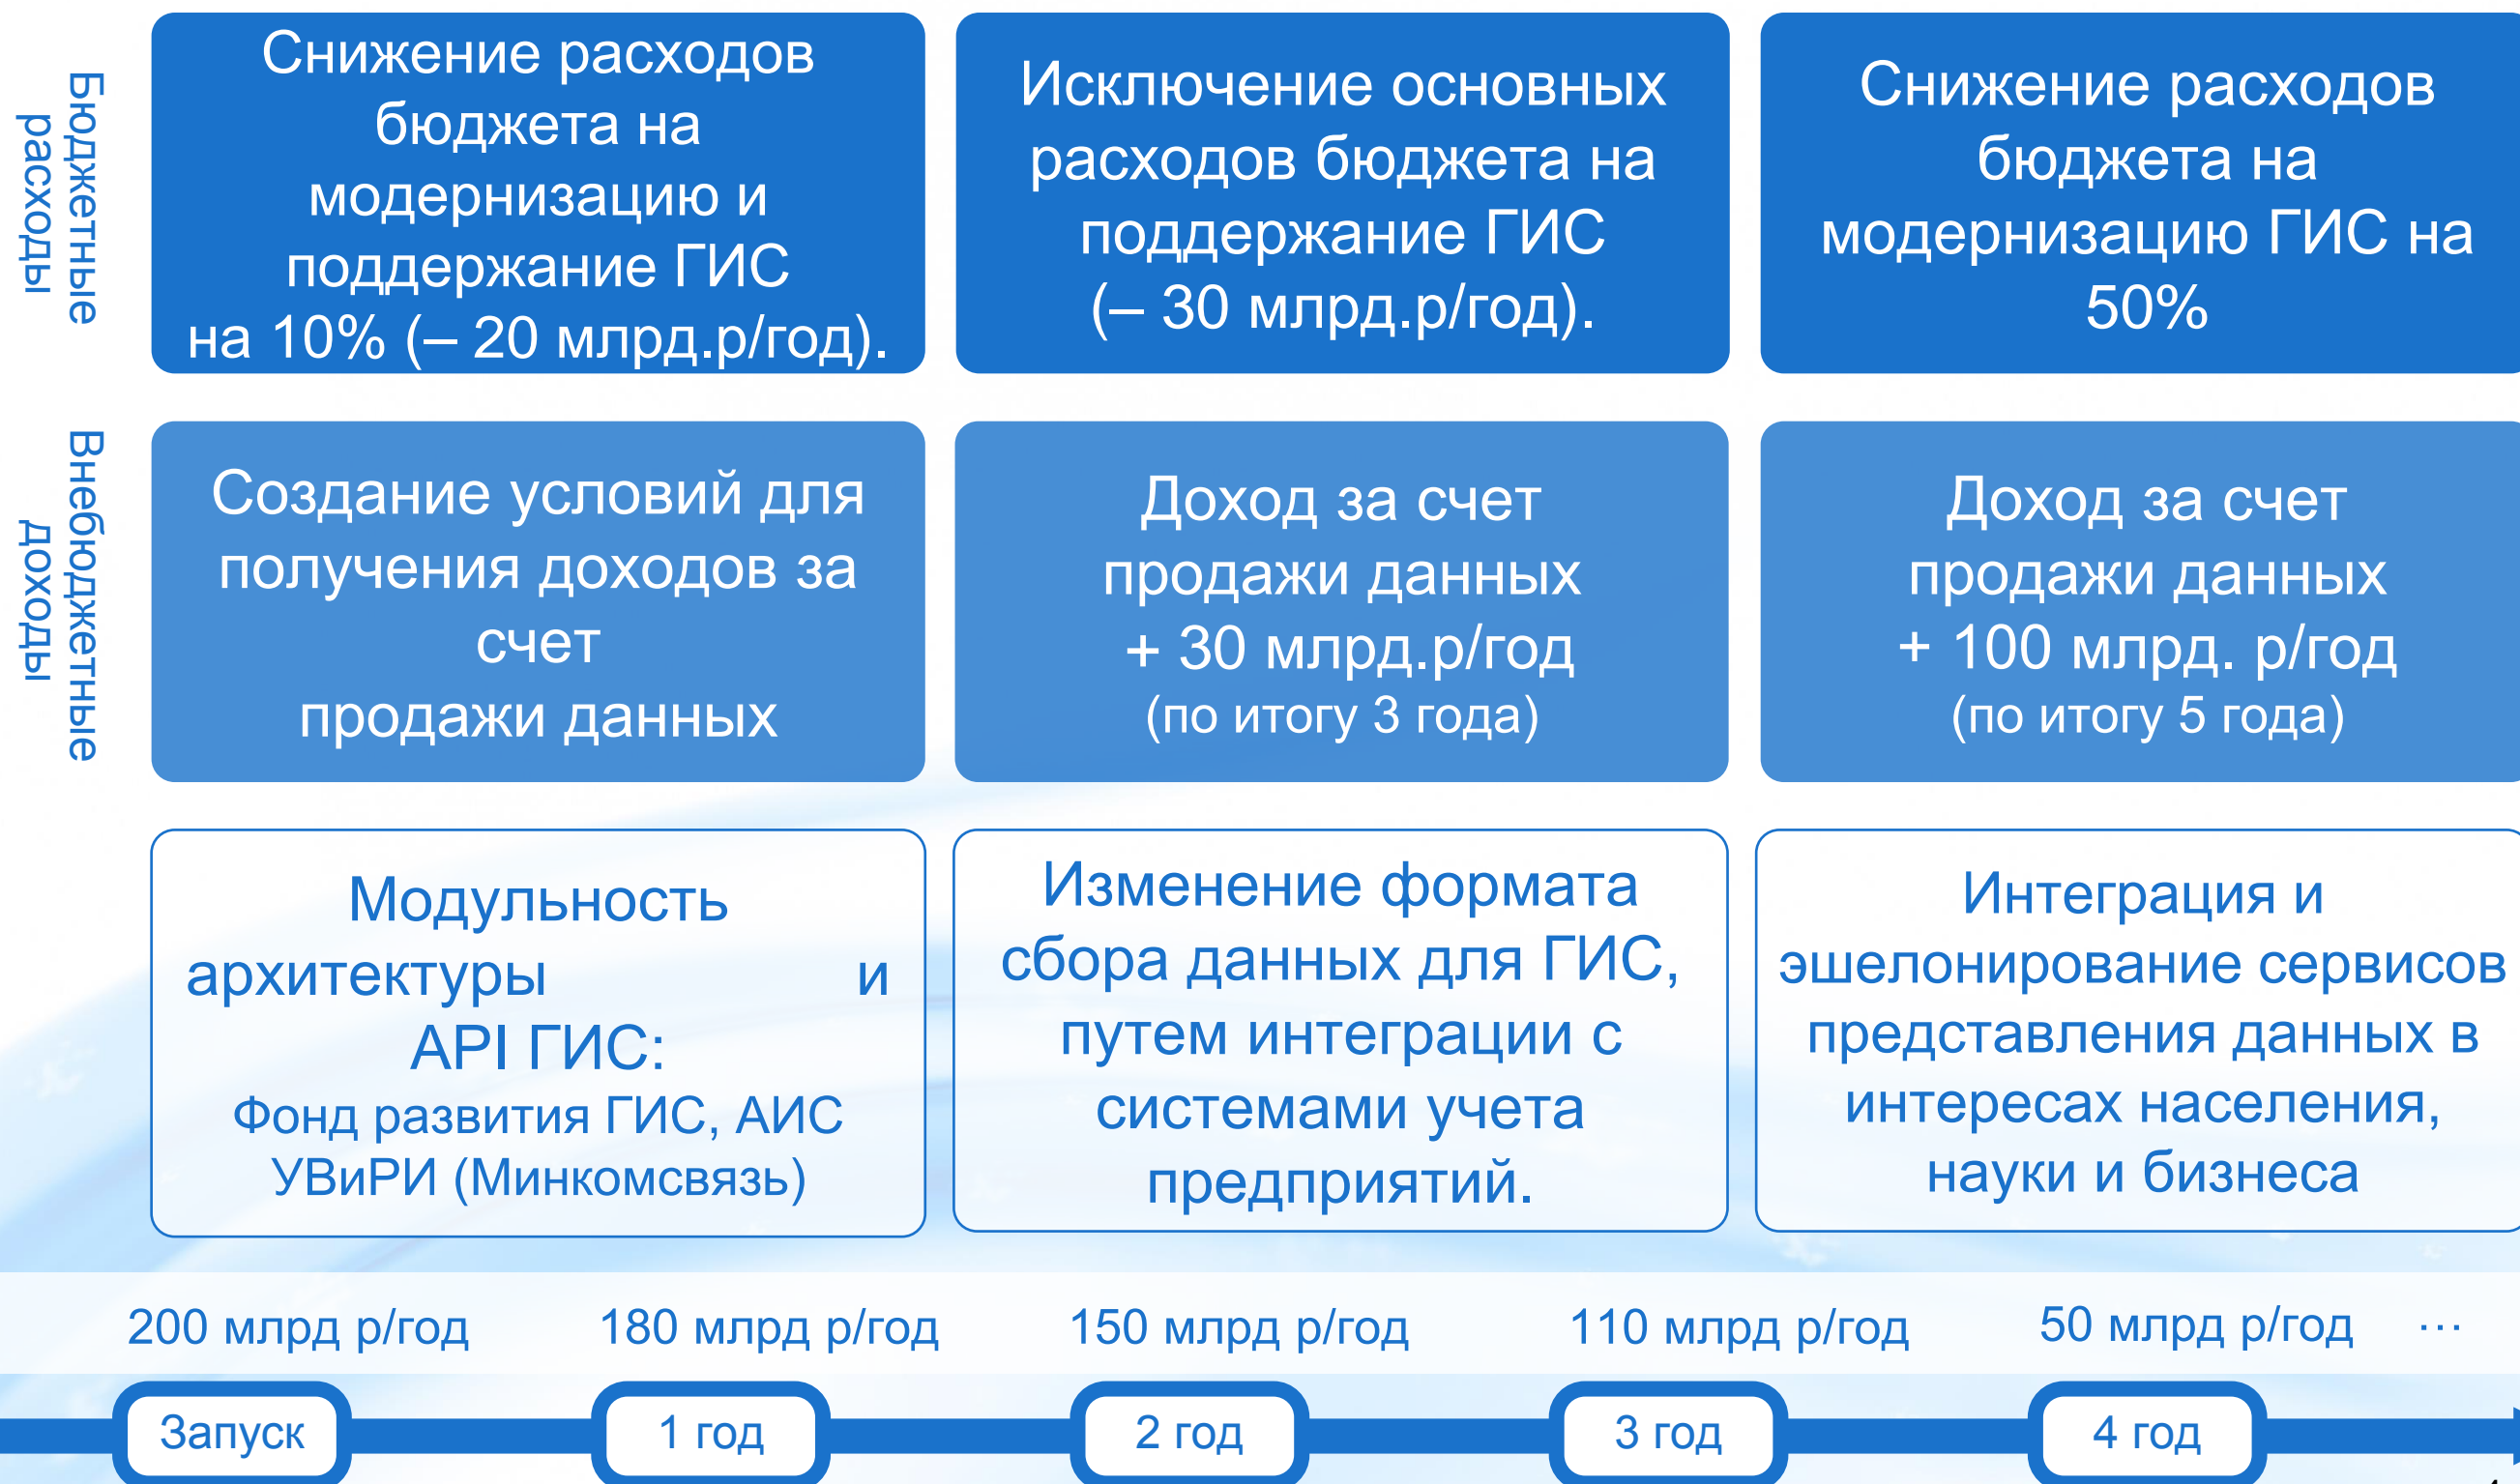 Бюджетные
расходы
Снижение расходов
бюджета на
модернизацию и
поддержание ГИС
на 10% (– 20 млрд.р/год).
Исключение основных
расходов бюджета на
поддержание ГИС
(– 30 млрд.р/год).
Снижение расходов
бюджета на
модернизацию ГИС на
50%
Внебюджетные
доходы
Создание условий для
получения доходов за
счет
продажи данных
Доход за счет
продажи данных
+ 30 млрд.р/год
(по итогу 3 года)
Доход за счет
продажи данных
+ 100 млрд. р/год
(по итогу 5 года)
Модульность
архитектуры и
API ГИС:
Фонд развития ГИС, АИС
УВиРИ (Минкомсвязь)
Изменение формата
сбора данных для ГИС,
путем интеграции с
системами учета
предприятий.
Интеграция и
эшелонирование сервисов
представления данных в
интересах населения,
науки и бизнеса
200 млрд р/год
180 млрд р/год
150 млрд р/год
110 млрд р/год
50 млрд р/год ...
Запуск
1 год
2 год
3 год
4 год